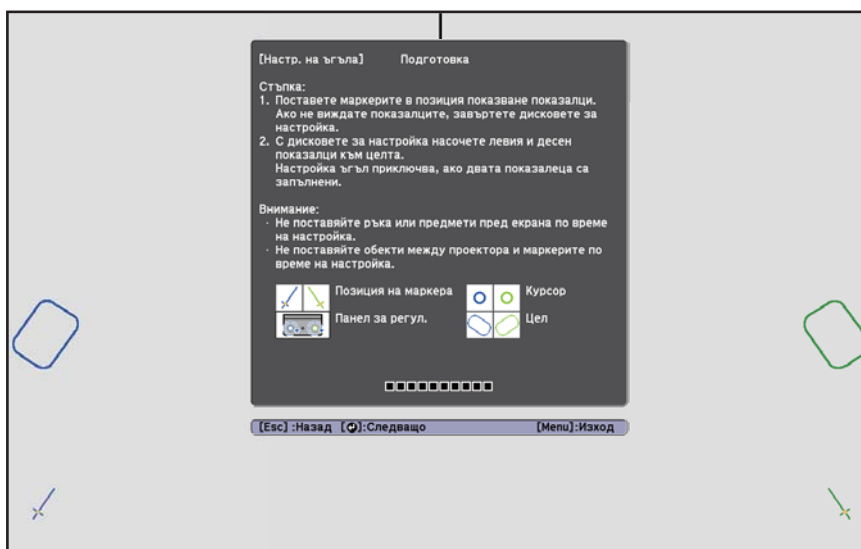 [Настр. на ъгъла] Подготовка
Стъпка:
1. Поставете маркерите в позиция показване показалци.
Ако не виждате показалците, завъртете дисковете за
настройка.
2. С дисковете за настройка насочете левия и десен
показалци към целта.
Настройка ъгъл приключва, ако двата показалеца са
запълнени.
Внимание:
· Не поставяйте ръка или предмети пред екрана по време
на настройка.
· Не поставяйте обекти между проектора и маркерите по
време на настройка.
Позиция на маркера
Курсор
Панел за регул.
Цел
[Esc] :Назад [ ]:Следващо [Menu]:Изход